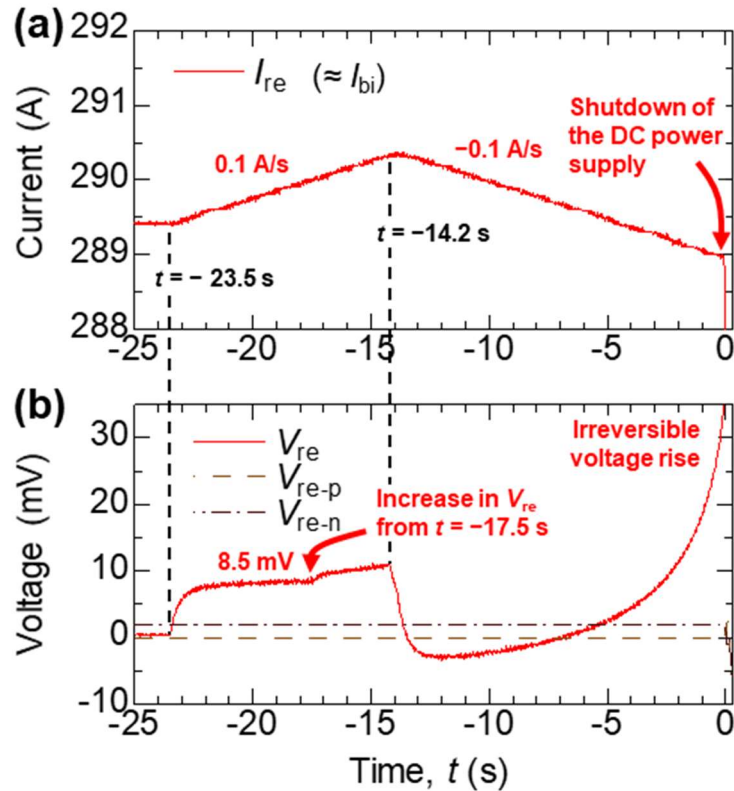 (a)
292
291
290
289
288
Current (A)
I_re (≈ I_bi)
0.1 A/s
−0.1 A/s
Shutdown of
the DC power
supply
t = −14.2 s
t = − 23.5 s
-25 -20 -15 -10 -5 0
(b)
30
20
10
0
-10
Voltage (mV)
V_re
V_re-p
V_re-n
Irreversible
voltage rise
Increase in V_re
from t = −17.5 s
8.5 mV
-25 -20 -15 -10 -5 0
Time, t (s)